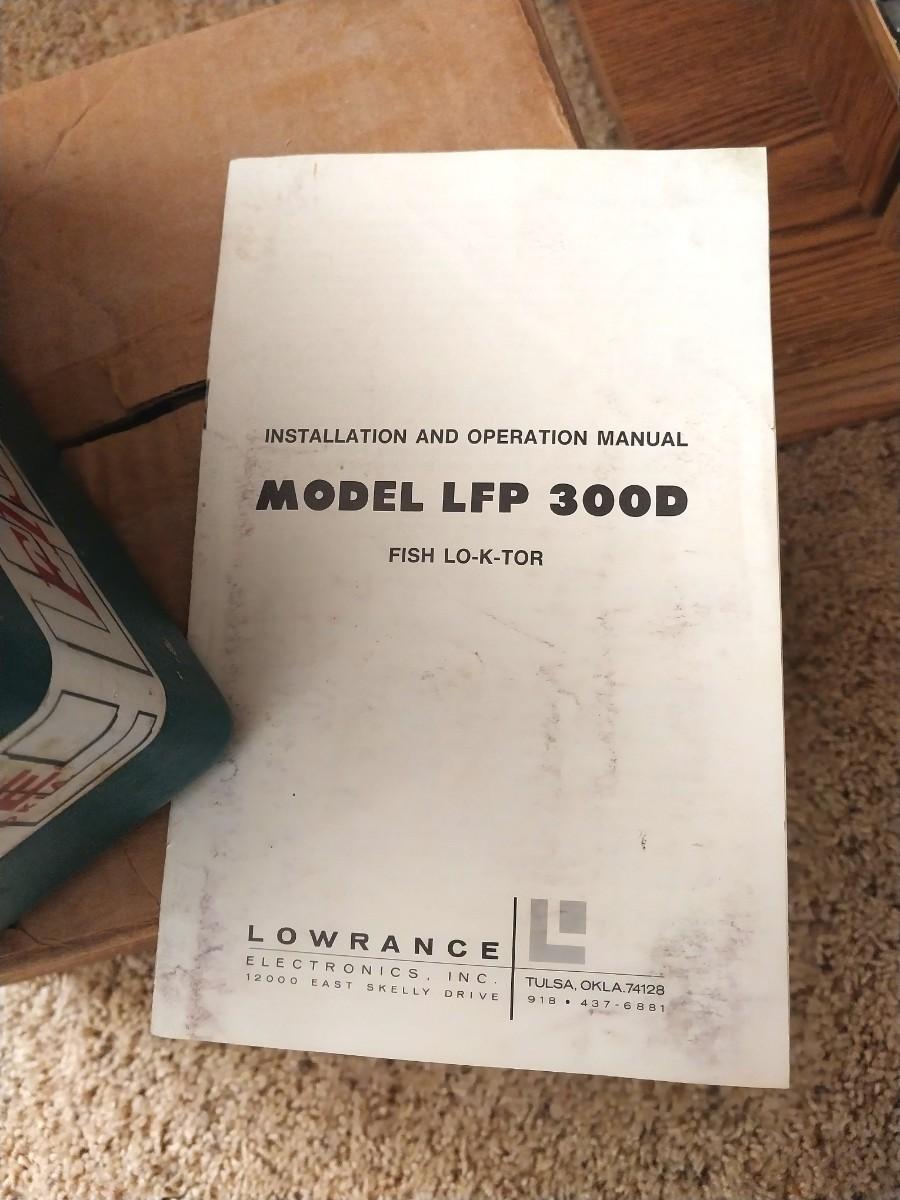 INSTALLATION AND OPERATION MANUAL
MODEL LFP 300D
FISH LO-K-TOR
LOWRANCE
ELECTRONICS, INC.
12000 EAST SKELLY DRIVE
TULSA, OKLA. 74128
918 • 437-6881